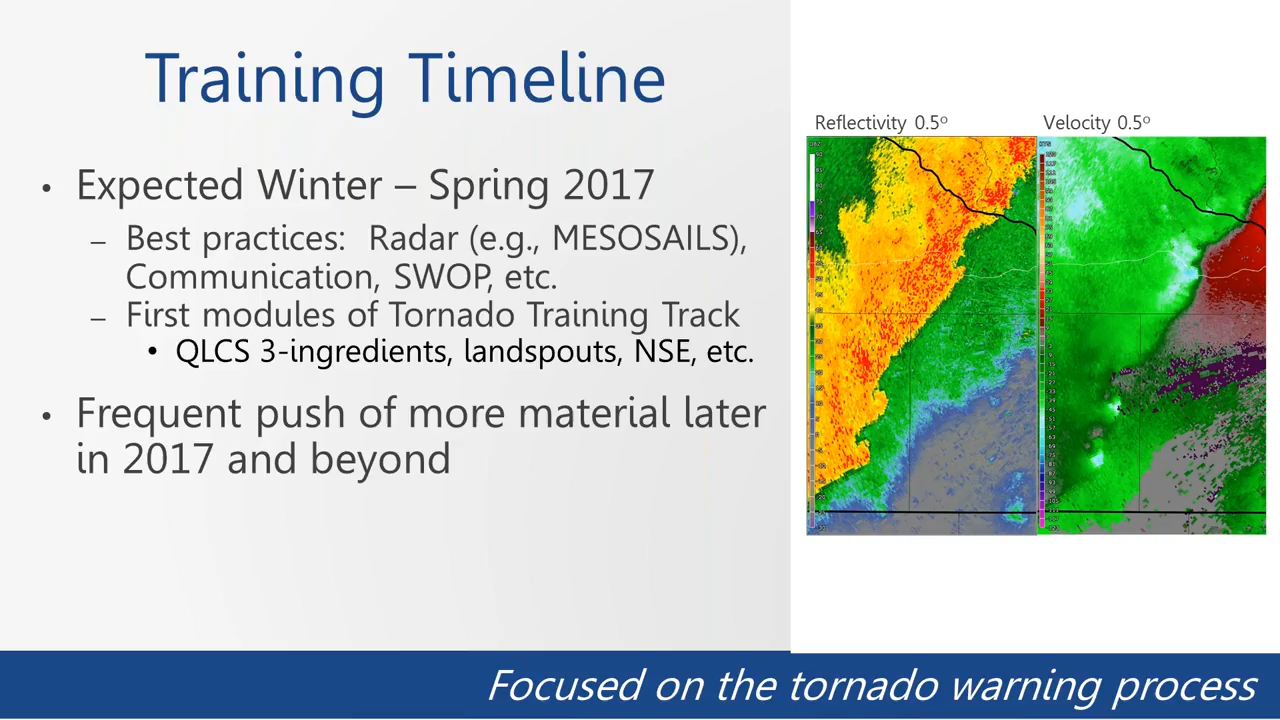 Training Timeline
• Expected Winter – Spring 2017
– Best practices:  Radar (e.g., MESOSAILS),
Communication, SWOP, etc.
– First modules of Tornado Training Track
• QLCS 3-ingredients, landspouts, NSE, etc.
• Frequent push of more material later
in 2017 and beyond
Reflectivity 0.5º
Velocity 0.5º
Focused on the tornado warning process